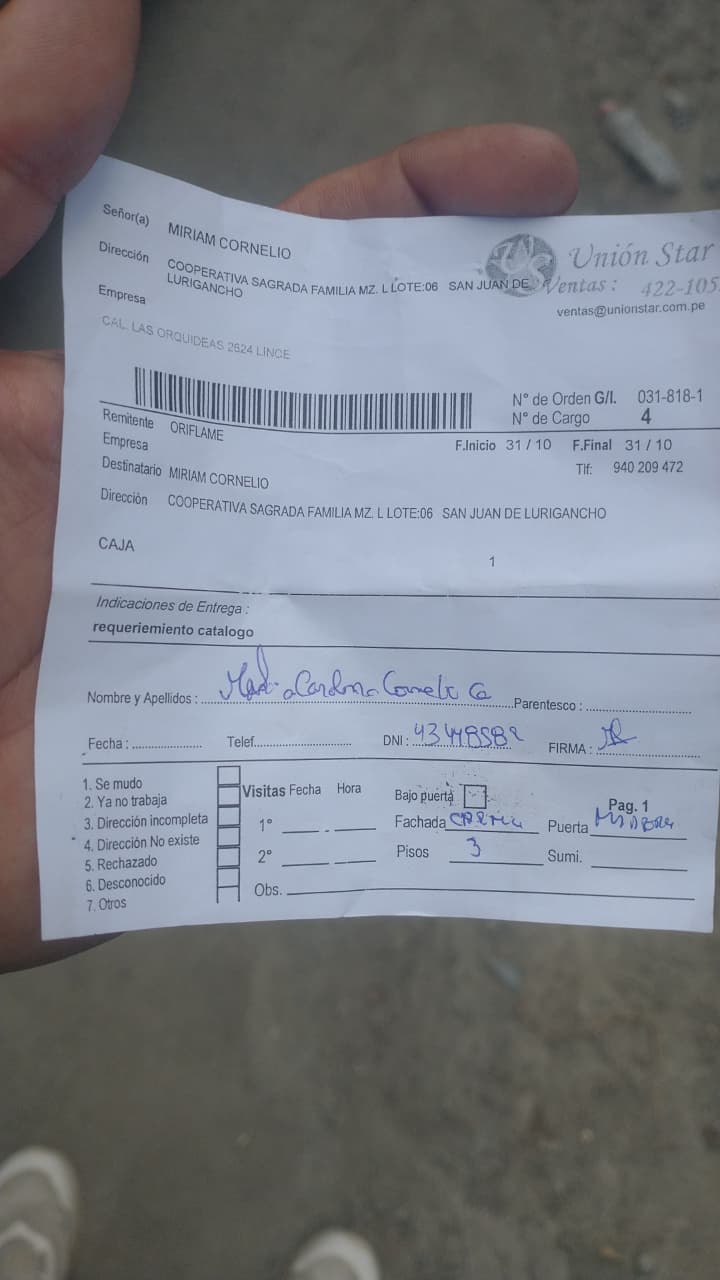 Señor(a) MIRIAM CORNELIO
Dirección COOPERATIVA SAGRADA FAMILIA MZ. L LOTE:06 SAN JUAN DE
LURIGANCHO
Empresa
CAL. LAS ORQUIDEAS 2624 LINCE
Unión Star
Ventas : 422-105
ventas@unionstar.com.pe
N° de Orden G/I. 031-818-1
N° de Cargo 4
Remitente ORIFLAME
Empresa
F.Inicio 31 / 10 F.Final 31 / 10
Destinatario MIRIAM CORNELIO
Tlf: 940 209 472
Dirección COOPERATIVA SAGRADA FAMILIA MZ. L LOTE:06 SAN JUAN DE LURIGANCHO
CAJA 1
Indicaciones de Entrega :
requeriemiento catalogo
Nombre y Apellidos : Parentesco :
Fecha : Telef. DNI : FIRMA :
1. Se mudo
2. Ya no trabaja
3. Dirección incompleta
4. Dirección No existe
5. Rechazado
6. Desconocido
7. Otros
Visitas Fecha Hora
1°
2°
Obs.
Bajo puerta
Pag. 1
Fachada Puerta
Pisos 3 Sumi.